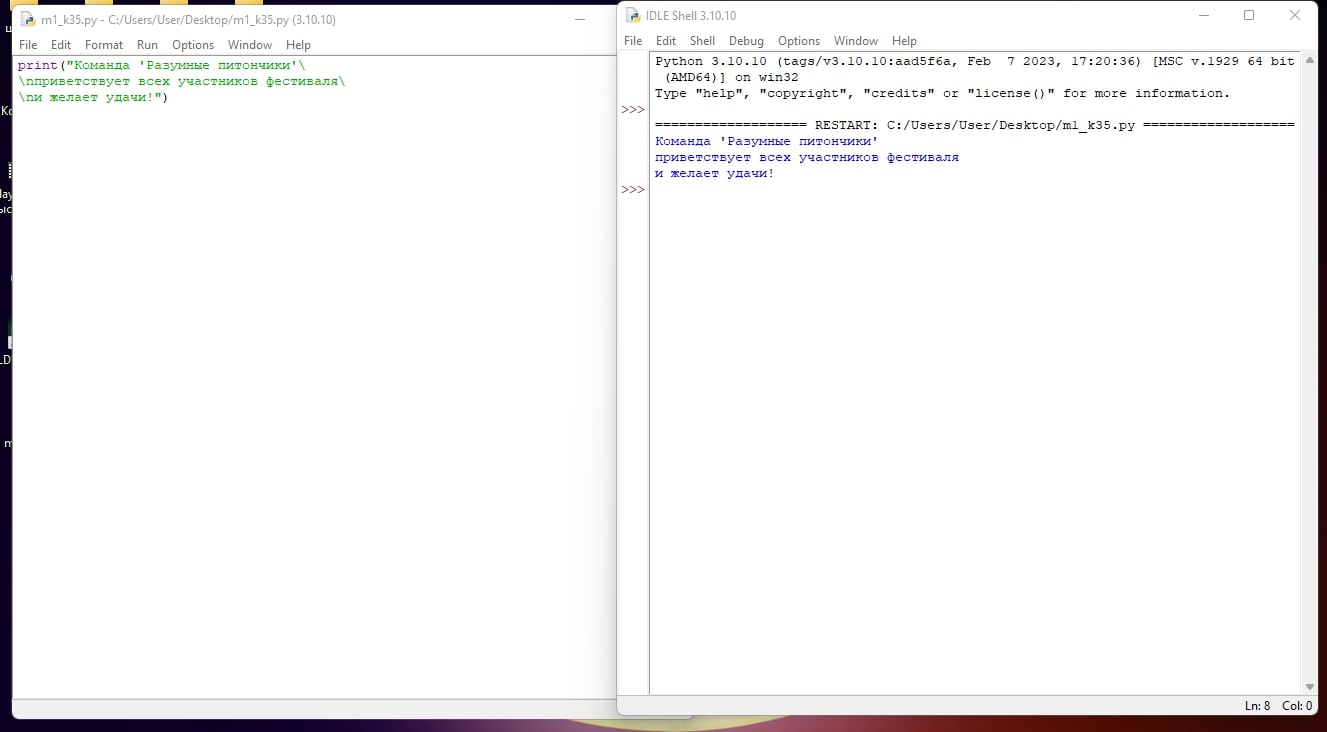 m1_k35.py - C:/Users/User/Desktop/m1_k35.py (3.10.10)
File Edit Format Run Options Window Help
print("Команда 'Разумные питончики'\
\nприветствует всех участников фестиваля\
\nи желает удачи!")
IDLE Shell 3.10.10
File Edit Shell Debug Options Window Help
Python 3.10.10 (tags/v3.10.10:aad5f6a, Feb  7 2023, 17:20:36) [MSC v.1929 64 bit
(AMD64)] on win32
Type "help", "copyright", "credits" or "license()" for more information.
>>>
=================== RESTART: C:/Users/User/Desktop/m1_k35.py ===================
Команда 'Разумные питончики'
приветствует всех участников фестиваля
и желает удачи!
>>>
Ln: 8 Col: 0